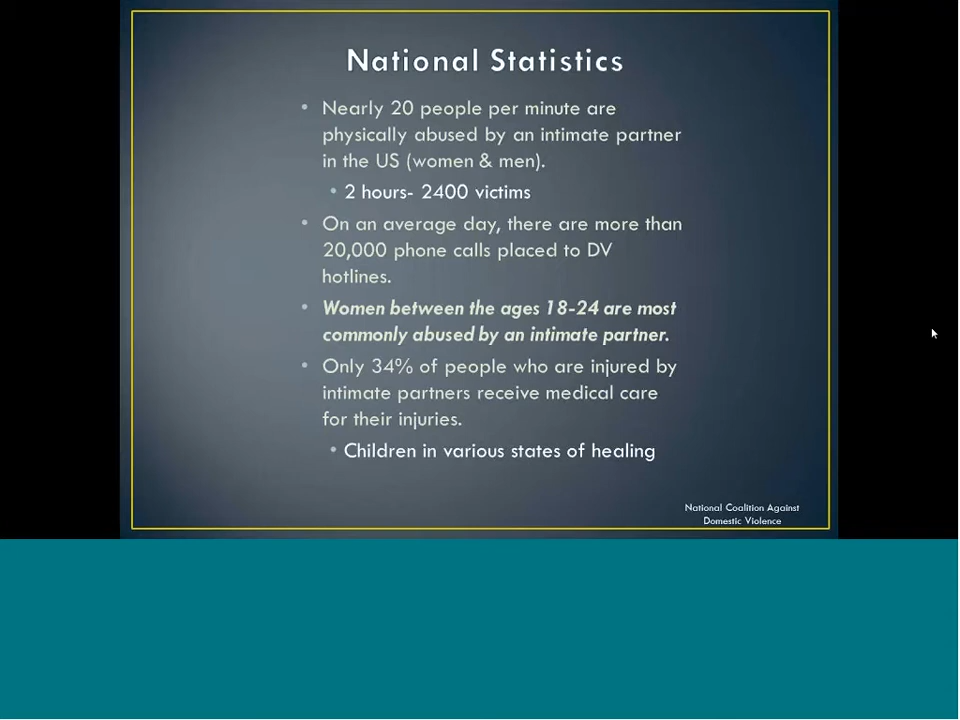 National Statistics
• Nearly 20 people per minute are
physically abused by an intimate partner
in the US (women & men).
• 2 hours- 2400 victims
• On an average day, there are more than
20,000 phone calls placed to DV
hotlines.
• Women between the ages 18-24 are most
commonly abused by an intimate partner.
• Only 34% of people who are injured by
intimate partners receive medical care
for their injuries.
• Children in various states of healing
National Coalition Against
Domestic Violence